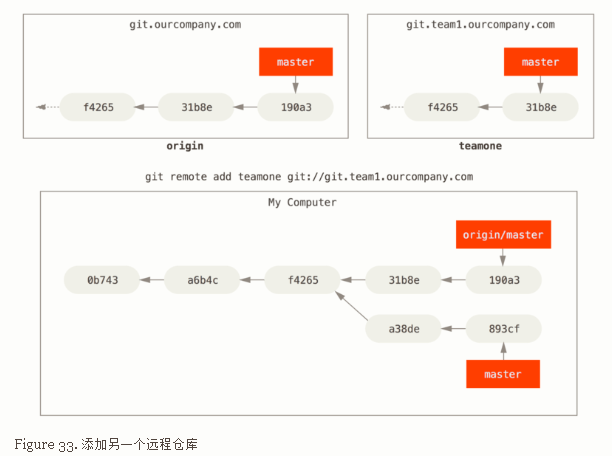 git.ourcompany.com
master
f4265 31b8e 190a3
origin
git.team1.ourcompany.com
master
f4265 31b8e
teamone
git remote add teamone git://git.team1.ourcompany.com
My Computer
origin/master
0b743 a6b4c f4265 31b8e 190a3
a38de 893cf
master
Figure 33. 添加另一个远程仓库